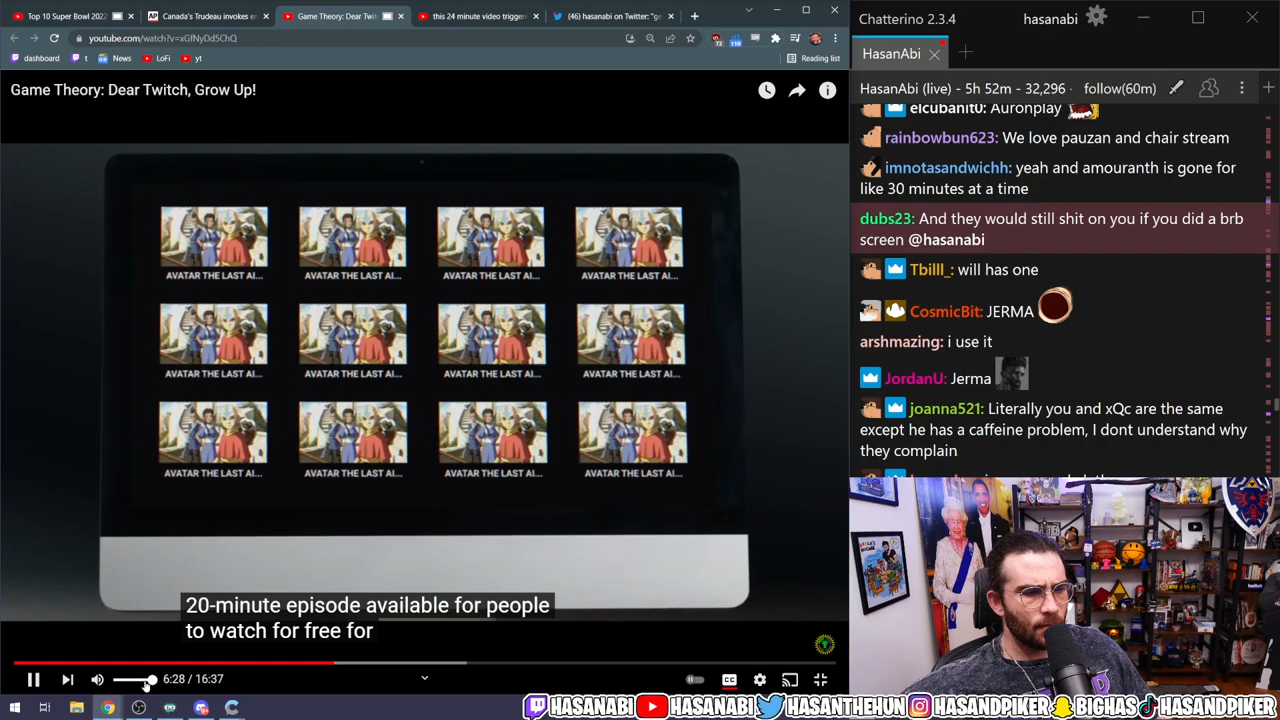 Top 10 Super Bowl 2022
Canada's Trudeau invokes e
Game Theory: Dear Twit
this 24 minute video trigger
(46) hasanabi on Twitter: "ge
youtube.com/watch?v=xGfNyDd5ChQ
72
110
dashboard
t
News
LoFi
yt
Reading list
Game Theory: Dear Twitch, Grow Up!
AVATAR THE LAST AI...
AVATAR THE LAST AI...
AVATAR THE LAST AI...
AVATAR THE LAST AI...
AVATAR THE LAST AI...
AVATAR THE LAST AI...
AVATAR THE LAST AI...
AVATAR THE LAST AI...
AVATAR THE LAST AI...
AVATAR THE LAST AI...
AVATAR THE LAST AI...
AVATAR THE LAST AI...
20-minute episode available for people
to watch for free for
6:28 / 16:37
Chatterino 2.3.4
hasanabi
HasanAbi
HasanAbi (live) - 5h 52m - 32,296
follow(60m)
elcubanit0: Auronplay
rainbowbun623: We love pauzan and chair stream
imnotasandwichh: yeah and amouranth is gone for
like 30 minutes at a time
dubs23: And they would still shit on you if you did a brb
screen @hasanabi
Tbilll_: will has one
CosmicBit: JERMA
arshmazing: i use it
JordanU: Jerma
joanna521: Literally you and xQc are the same
except he has a caffeine problem, I dont understand why
they complain
HASANABI
HASANABI
HASANTHEHUN
HASANDPIKER
BIGHAS
HASANDPIKER